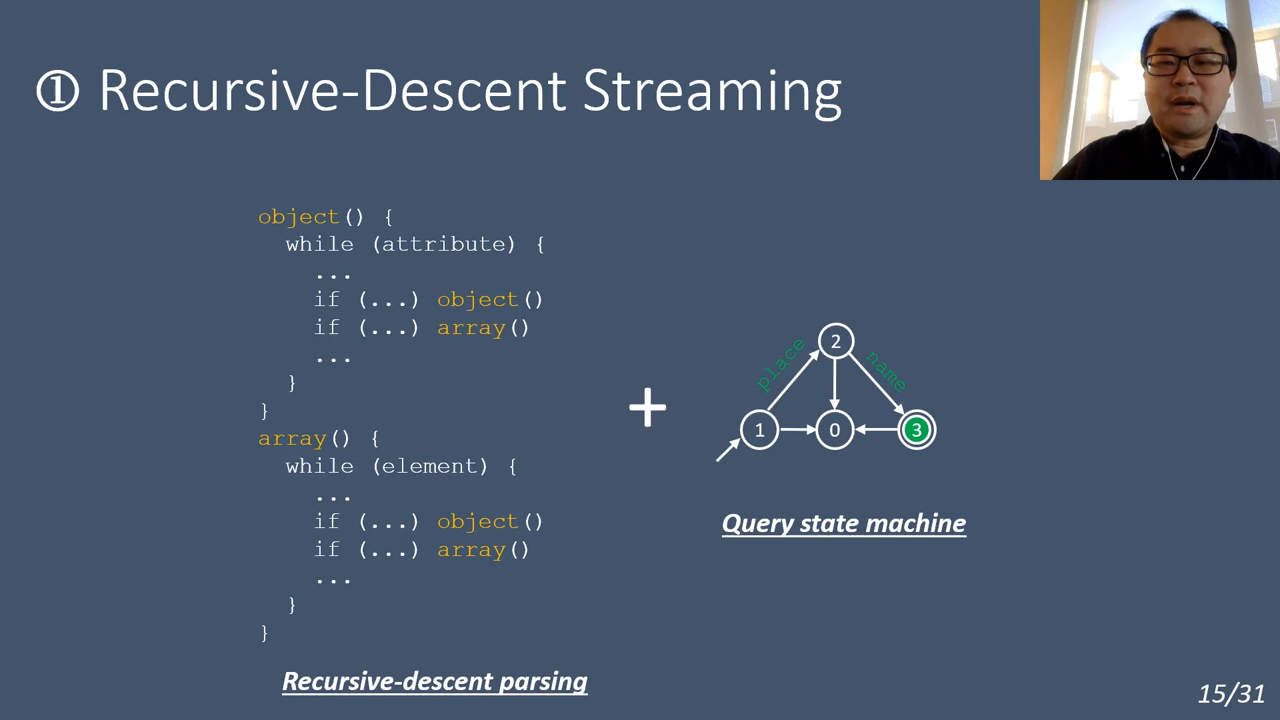 ① Recursive-Descent Streaming
object() {
while (attribute) {
...
if (...) object()
if (...) array()
...
}
}
array() {
while (element) {
...
if (...) object()
if (...) array()
...
}
}
Recursive-descent parsing
+
place
name
2
1
0
3
Query state machine
15/31